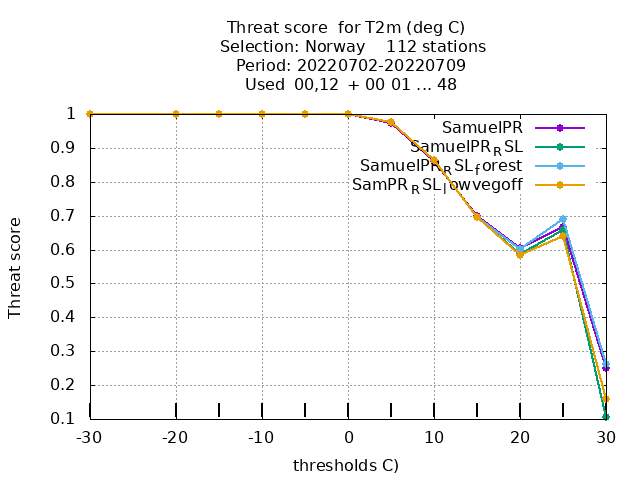 Threat score for T2m (deg C)
Selection: Norway 112 stations
Period: 20220702-20220709
Used 00,12 + 00 01 ... 48
1
0.9
0.8
0.7
0.6
0.5
0.4
0.3
0.2
0.1
Threat score
SamuelPR
SamuelPRRSL
SamuelPRRSLforest
SamPRRSLlowvegoff
-30
-20
-10
0
10
20
30
thresholds C)